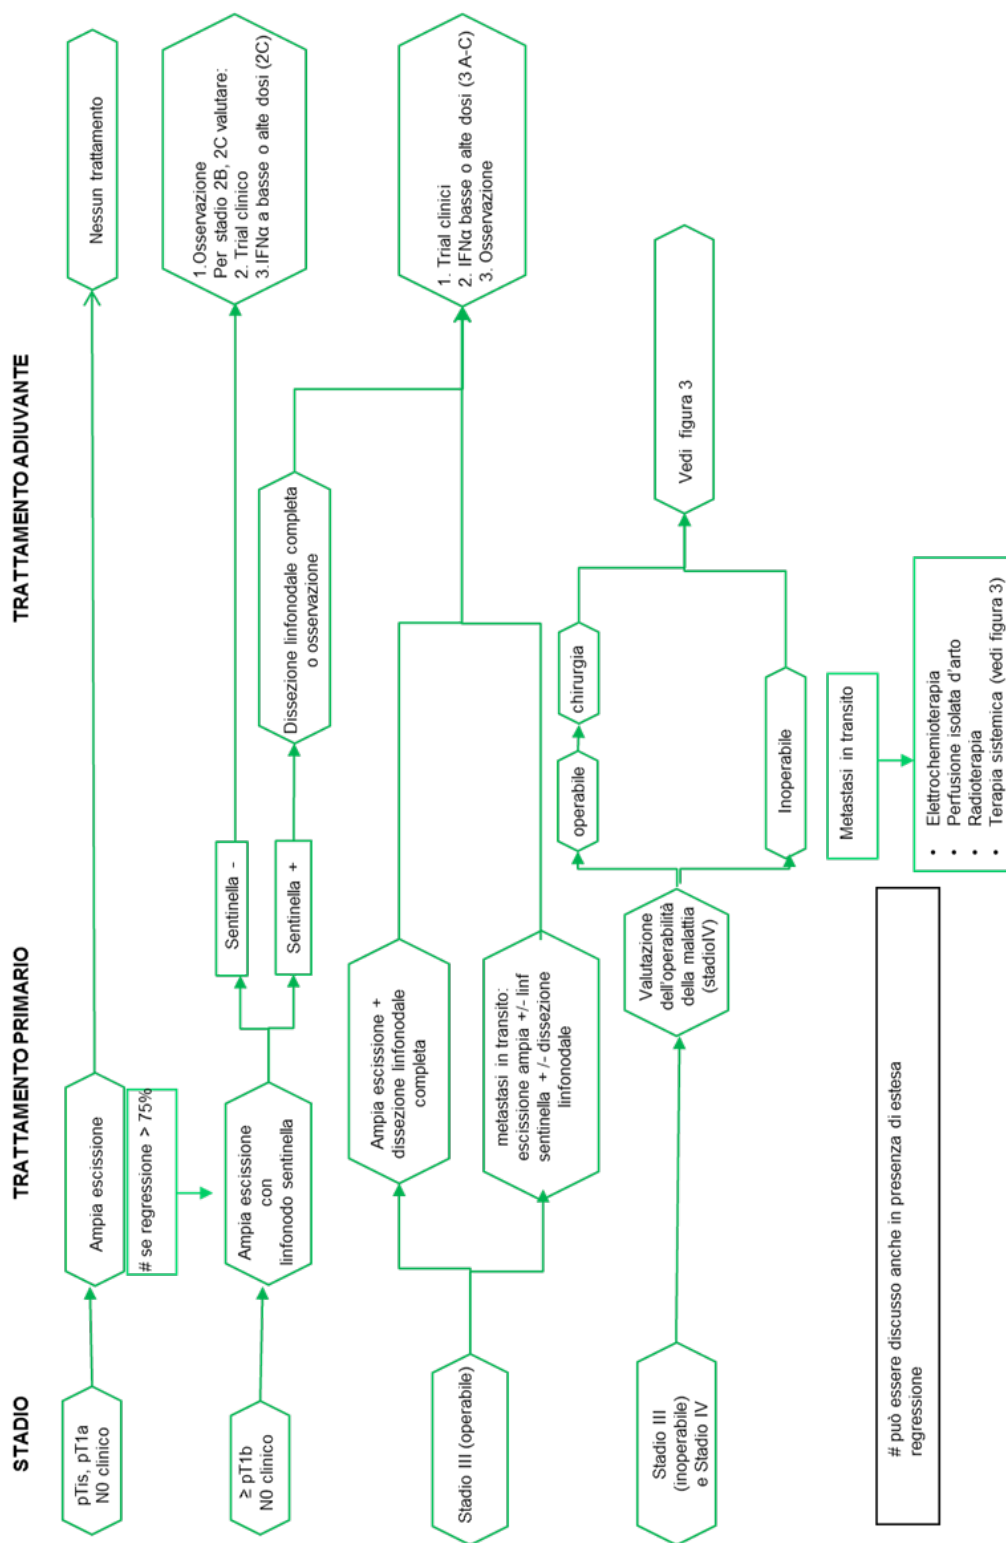 STADIO
TRATTAMENTO PRIMARIO
TRATTAMENTO ADIUVANTE
pTis, pT1a
N0 clinico
Ampia escissione
Nessun trattamento
# se regressione > 75%
≥ pT1b
N0 clinico
Ampia escissione
con
linfonodo sentinella
Sentinella -
Sentinella +
1.Osservazione
Per stadio 2B, 2C valutare:
2. Trial clinico
3.IFNα a basse o alte dosi (2C)
Dissezione linfonodale completa
o osservazione
Stadio III (operabile)
Ampia escissione +
dissezione linfonodale
completa
metastasi in transito:
escissione ampia +/- linf
sentinella + /- dissezione
linfonodale
1. Trial clinici
2. IFNα basse o alte dosi (3 A-C)
3. Osservazione
Stadio III
(inoperabile)
e Stadio IV
Valutazione
dell'operabilità
della malattia
(stadioIV)
operabile
chirurgia
Inoperabile
Vedi figura 3
Metastasi in transito
• Elettrochemioterapia
• Perfusione isolata d'arto
• Radioterapia
• Terapia sistemica (vedi figura 3)
# può essere discusso anche in presenza di estesa
regressione